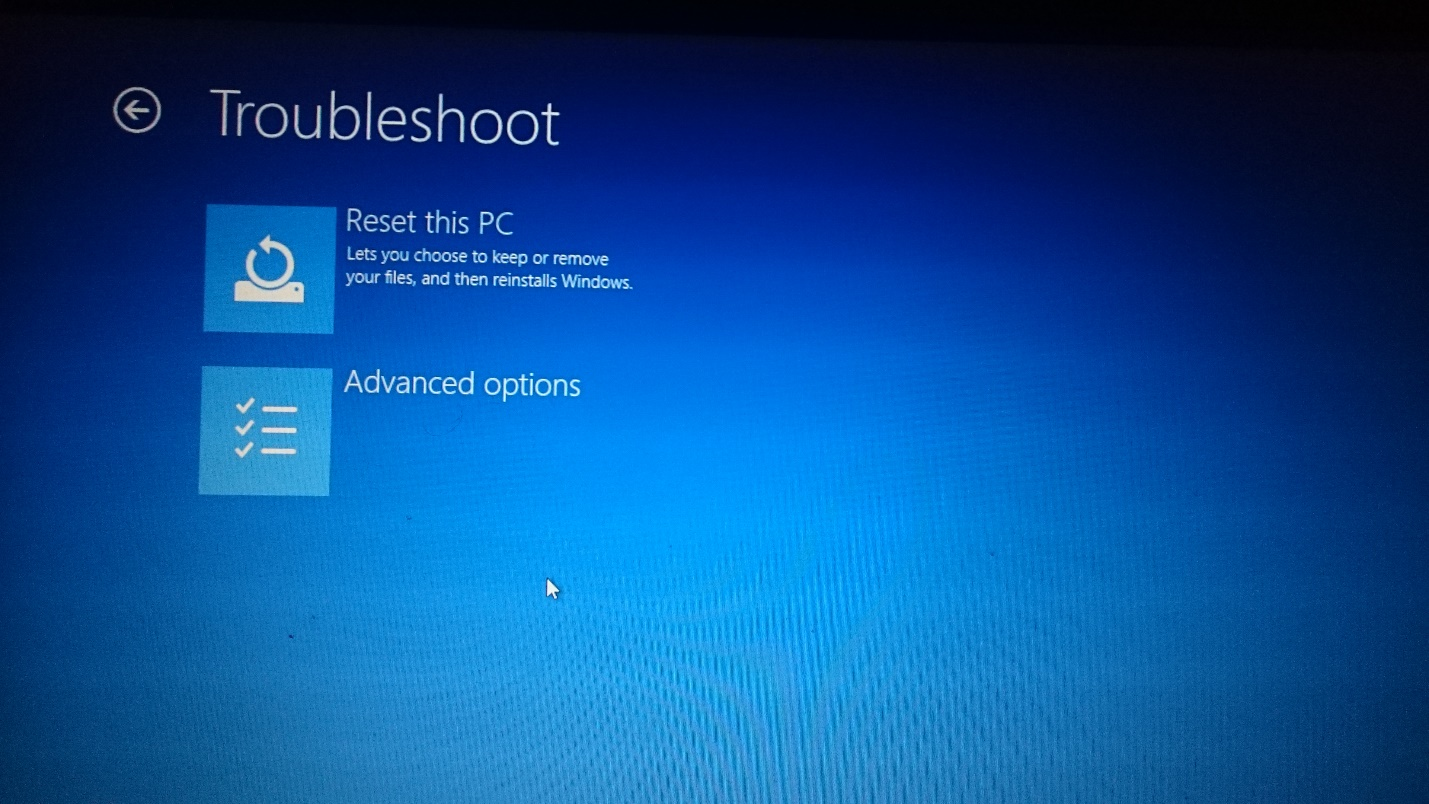 Troubleshoot
Reset this PC
Lets you choose to keep or remove
your files, and then reinstalls Windows.
Advanced options